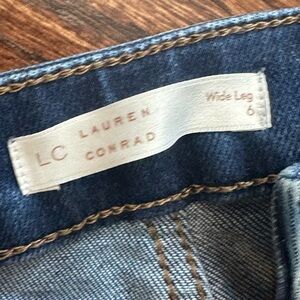 LC
LAUREN
CONRAD
Wide Leg
6